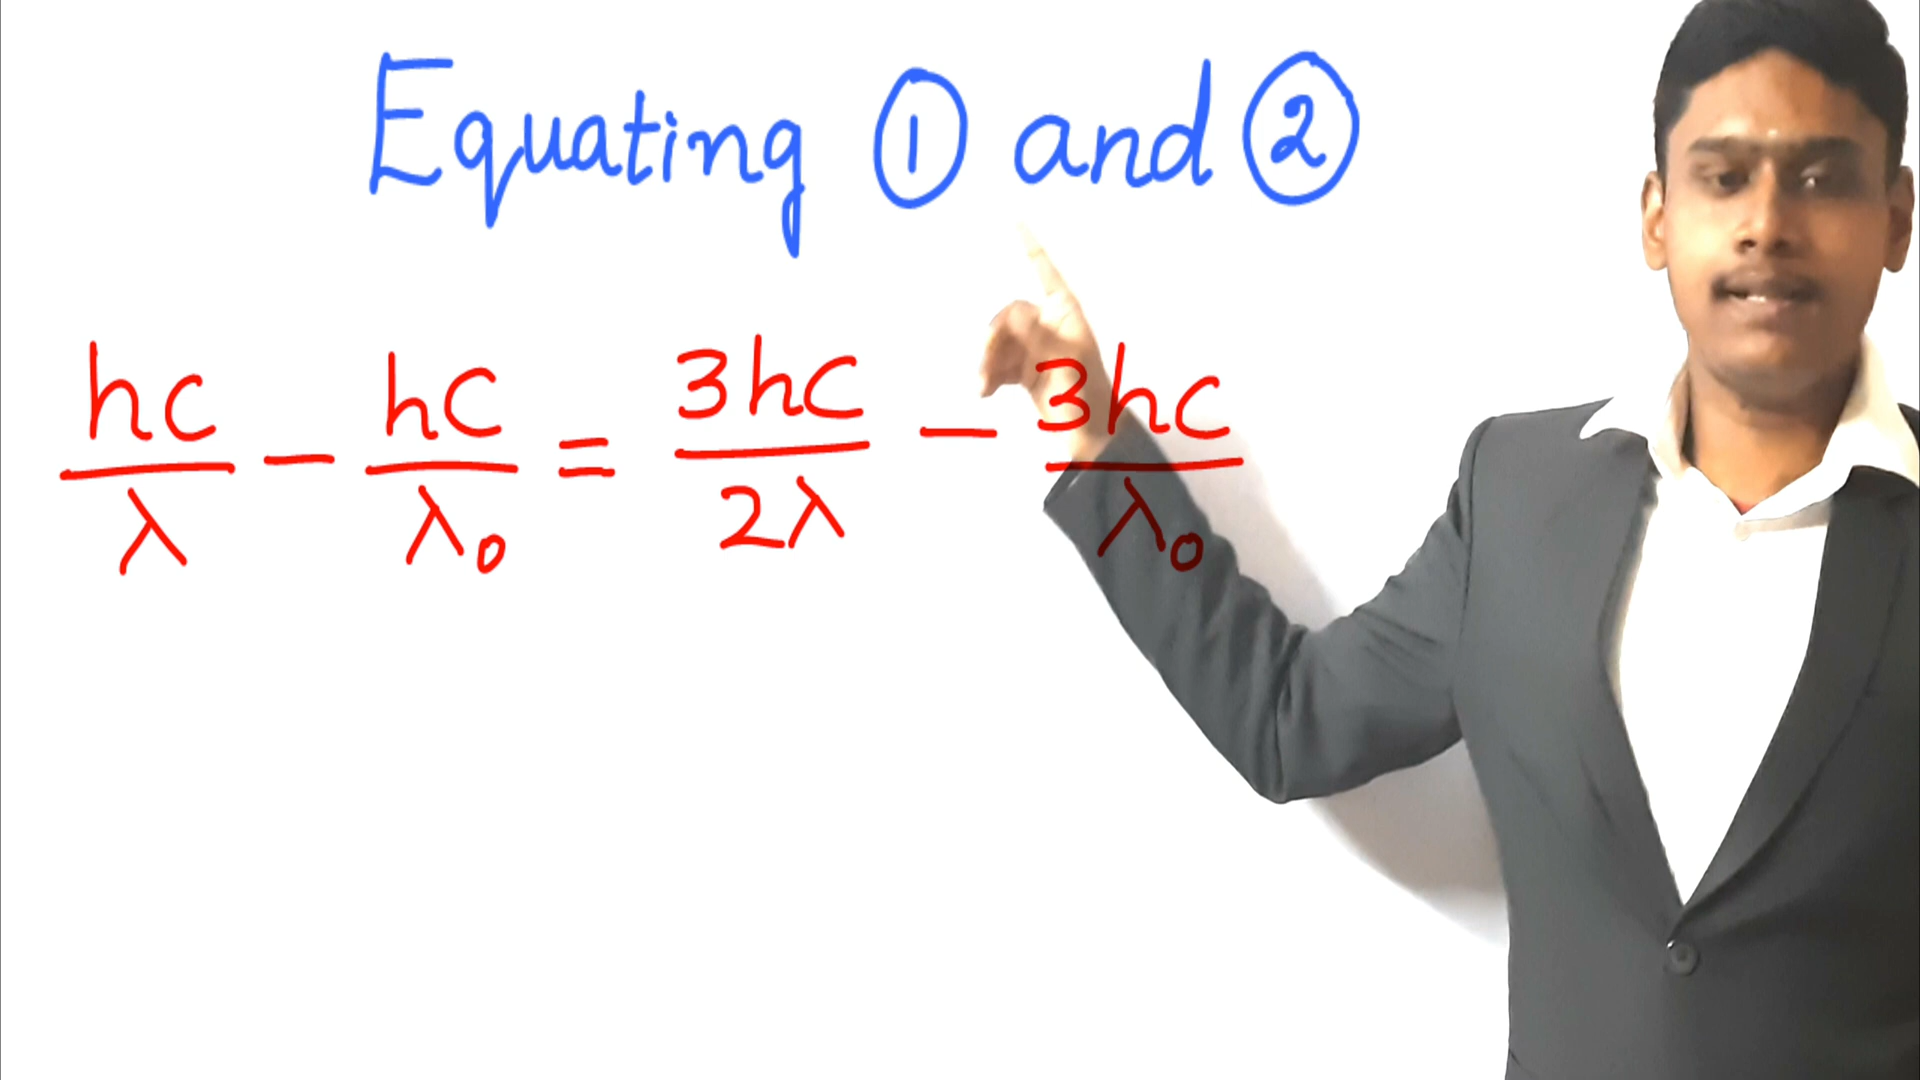 Equating ① and ②
hc/λ - hc/λ₀ = 3hc/2λ - 3hc/λ₀